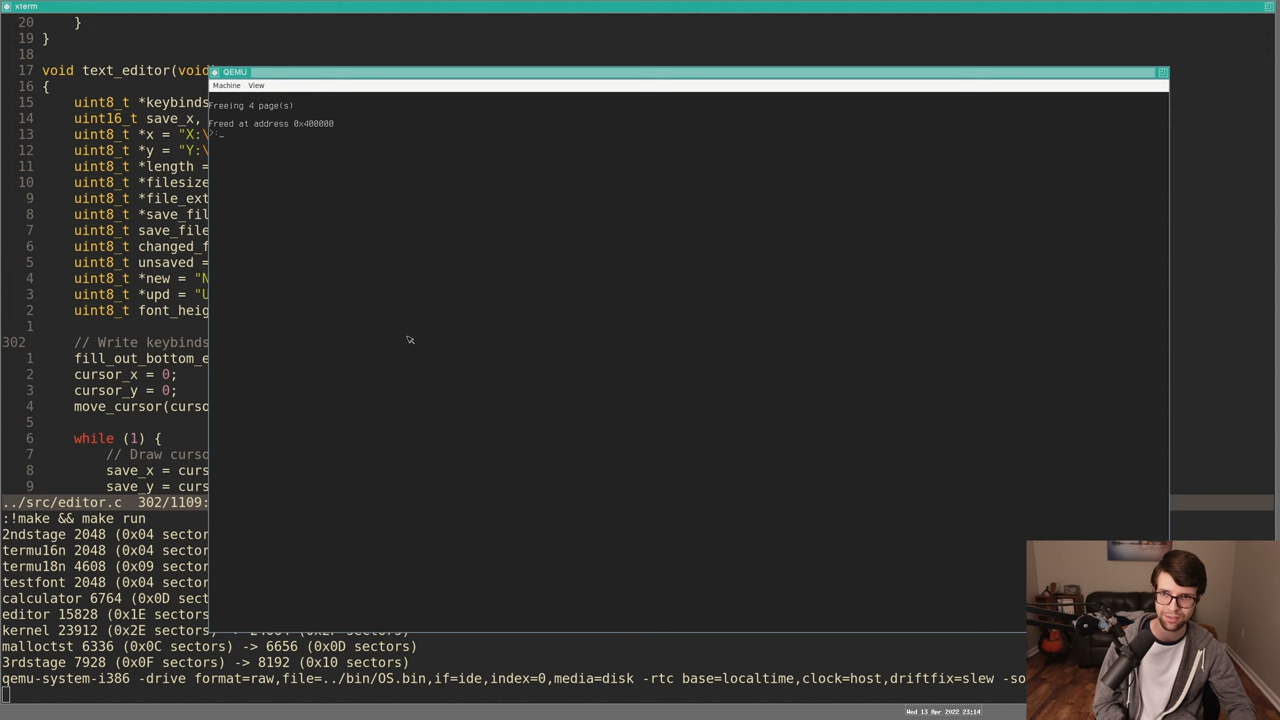 xterm
20 }
19 }
18
17 void text_editor(void
16 {
15 uint8_t *keybinds
14 uint16_t save_x,
13 uint8_t *x = "X:\
12 uint8_t *y = "Y:\
11 uint8_t *length =
10 uint8_t *filesize
9 uint8_t *file_ext
8 uint8_t *save_fil
7 uint8_t save_file
6 uint8_t changed_f
5 uint8_t unsaved =
4 uint8_t *new = "N
3 uint8_t *upd = "U
2 uint8_t font_heig
1
302 // Write keybinds
1 fill_out_bottom_e
2 cursor_x = 0;
3 cursor_y = 0;
4 move_cursor(curso
5
6 while (1) {
7 // Draw curso
8 save_x = curs
9 save_y = curs
../src/editor.c 302/1109:
:!make && make run
2ndstage 2048 (0x04 sector
termu16n 2048 (0x04 sector
termu18n 4608 (0x09 sector
testfont 2048 (0x04 sector
calculator 6764 (0x0D sect
editor 15828 (0x1E sectors
kernel 23912 (0x2E sectors
malloctst 6336 (0x0C sectors) -> 6656 (0x0D sectors)
3rdstage 7928 (0x0F sectors) -> 8192 (0x10 sectors)
qemu-system-i386 -drive format=raw,file=../bin/OS.bin,if=ide,index=0,media=disk -rtc base=localtime,clock=host,driftfix=slew -so
QEMU
Machine View
Freeing 4 page(s)
Freed at address 0x400000
>:_
Wed 13 Apr 2022 23:14